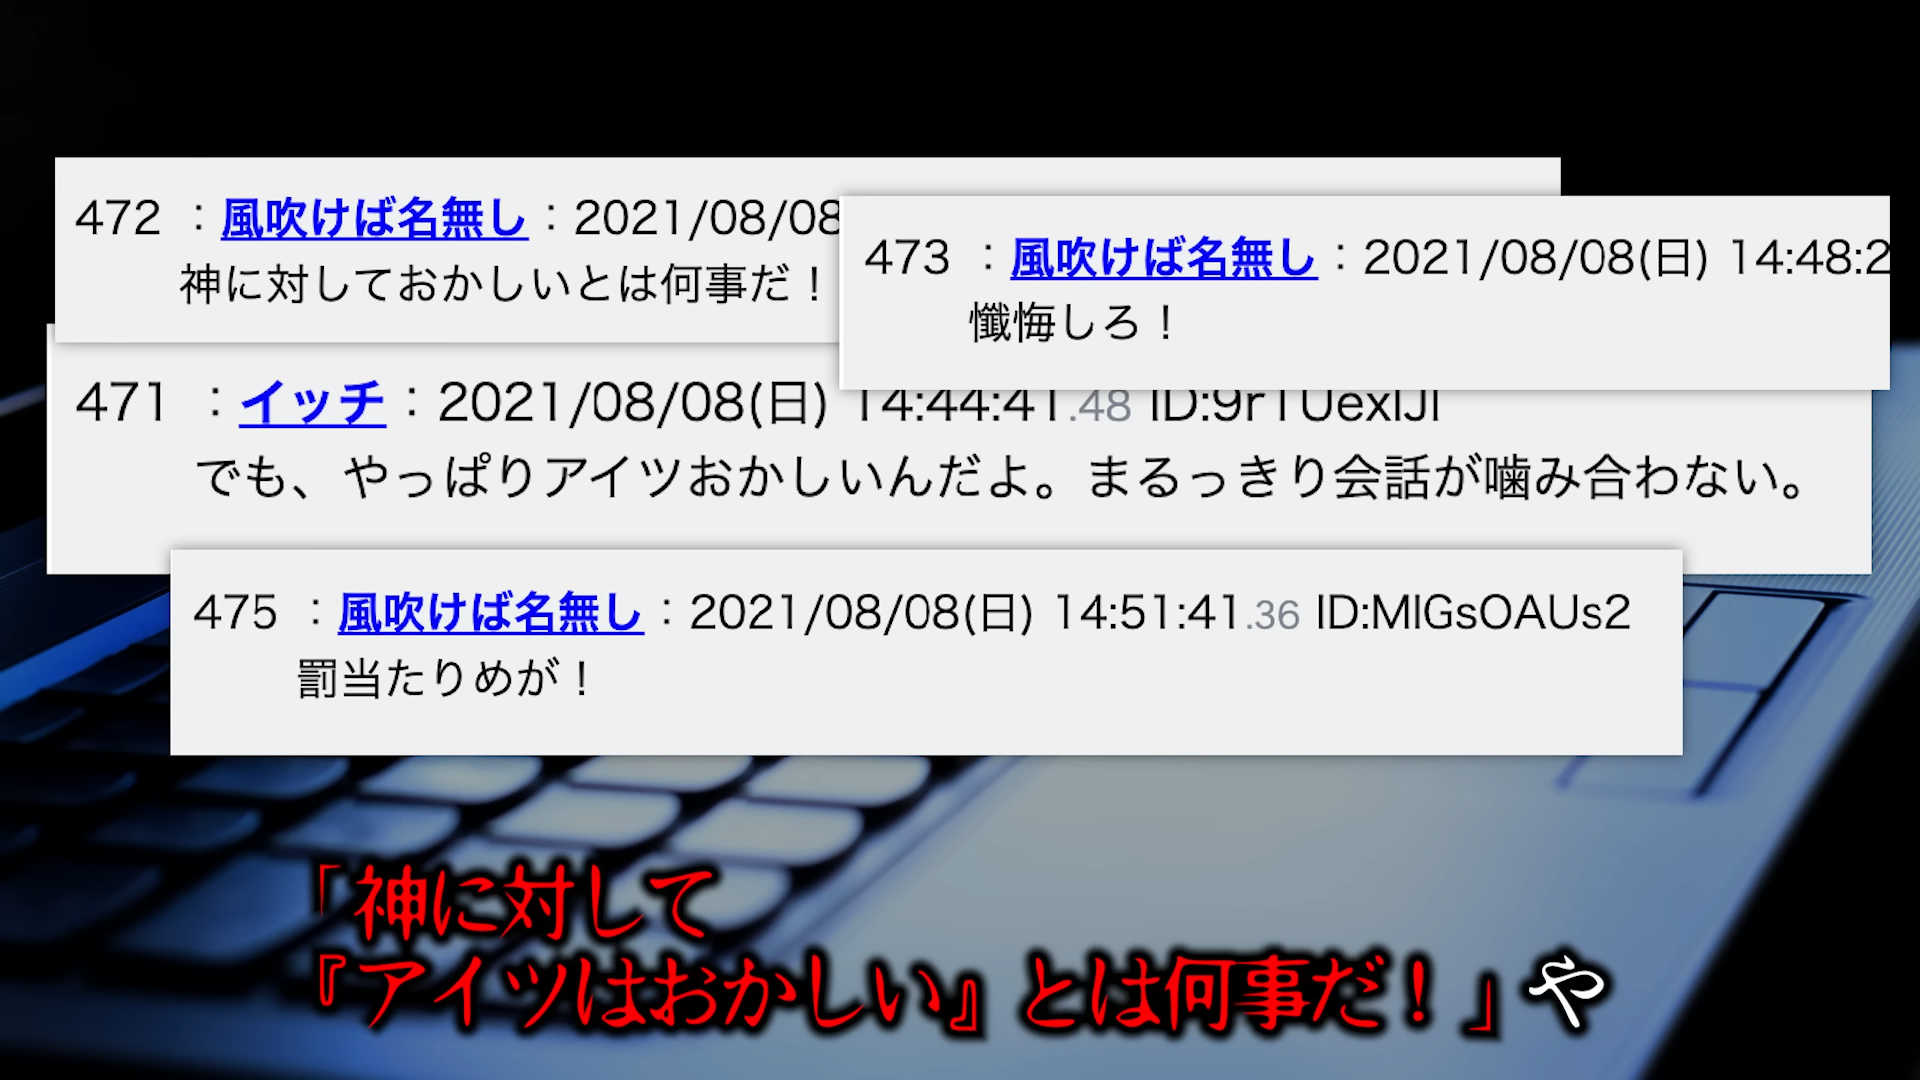 472 ：風吹けば名無し：2021/08/08
神に対しておかしいとは何事だ！
473 ：風吹けば名無し：2021/08/08(日) 14:48:2
懺悔しろ！
471 ：イッチ：2021/08/08(日) 14:44:41.48
でも、やっぱりアイツおかしいんだよ。まるっきり会話が噛み合わない。
475 ：風吹けば名無し：2021/08/08(日) 14:51:41.36 ID:MlGsOAUs2
罰当たりめが！
「神に対して
『アイツはおかしい』とは何事だ！」や